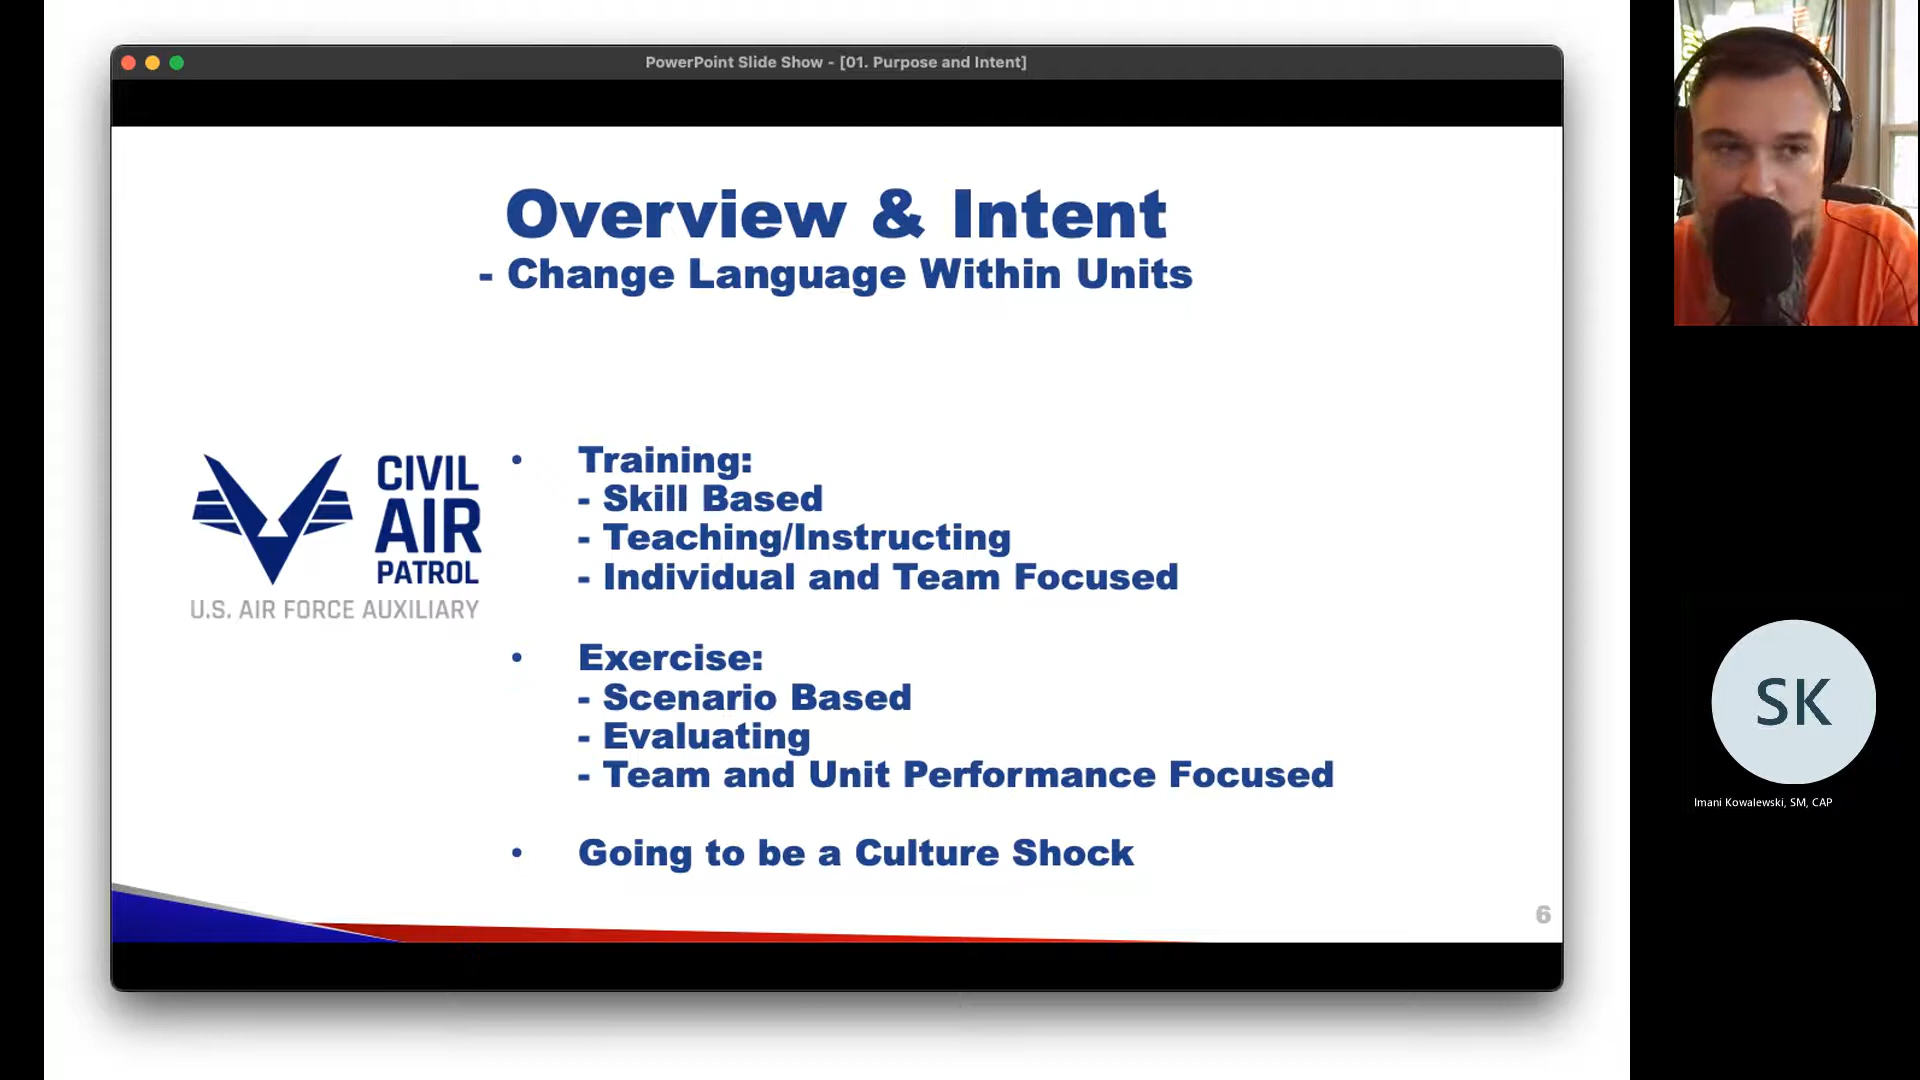 PowerPoint Slide Show - [01. Purpose and Intent]
Overview & Intent
- Change Language Within Units
CIVIL
AIR
PATROL
U.S. AIR FORCE AUXILIARY
• Training:
- Skill Based
- Teaching/Instructing
- Individual and Team Focused
• Exercise:
- Scenario Based
- Evaluating
- Team and Unit Performance Focused
• Going to be a Culture Shock
6
SK
Imani Kowalewski, SM, CAP